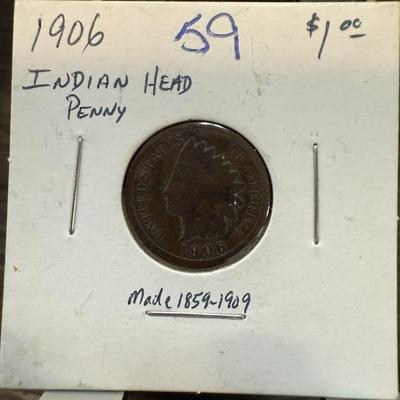 1906 59 $1.00
INDIAN HEAD
PENNY
UNITED STATES OF AMERICA
1906
Made 1859-1909